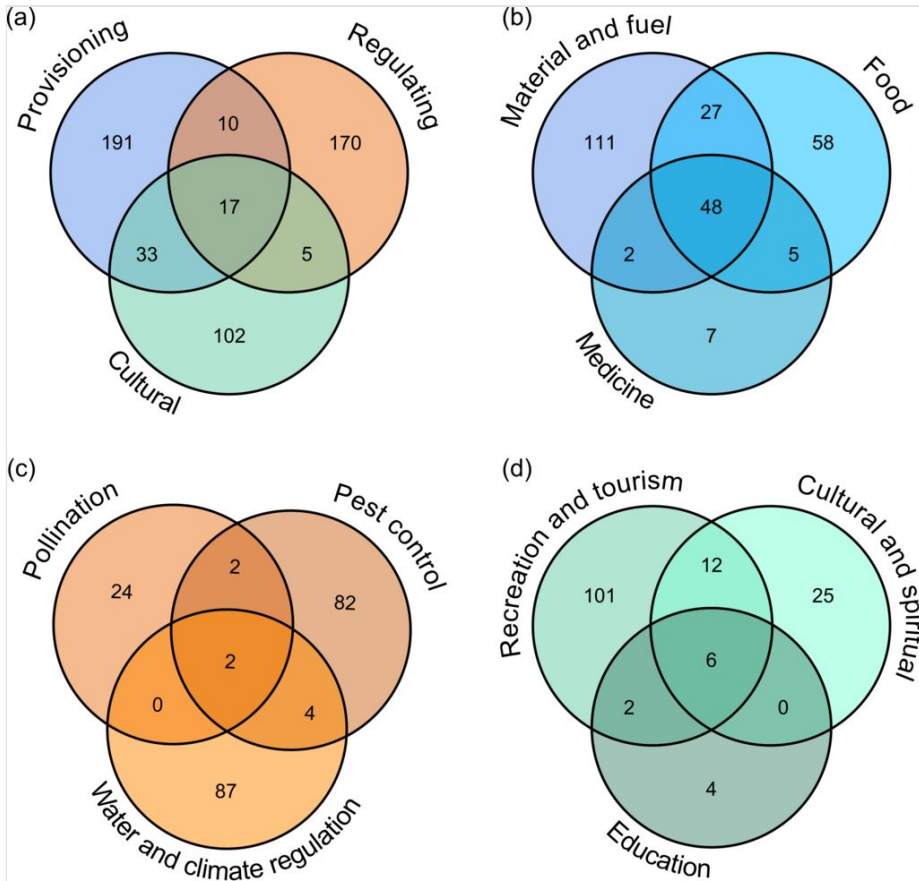 (a)
Provisioning
Regulating
191
10
170
17
33
5
102
Cultural
(b)
Material and fuel
Food
111
27
58
48
2
5
7
Medicine
(c)
Pollination
Pest control
24
2
82
2
0
4
87
Water and climate regulation
(d)
Recreation and tourism
Cultural and spiritual
101
12
25
6
2
0
4
Education